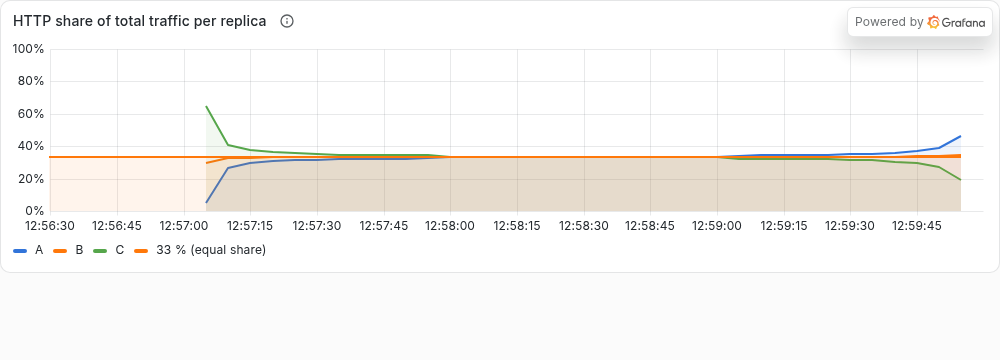 HTTP share of total traffic per replica
Powered by Grafana
100%
80%
60%
40%
20%
0%
12:56:30 12:56:45 12:57:00 12:57:15 12:57:30 12:57:45 12:58:00 12:58:15 12:58:30 12:58:45 12:59:00 12:59:15 12:59:30 12:59:45
A B C 33 % (equal share)